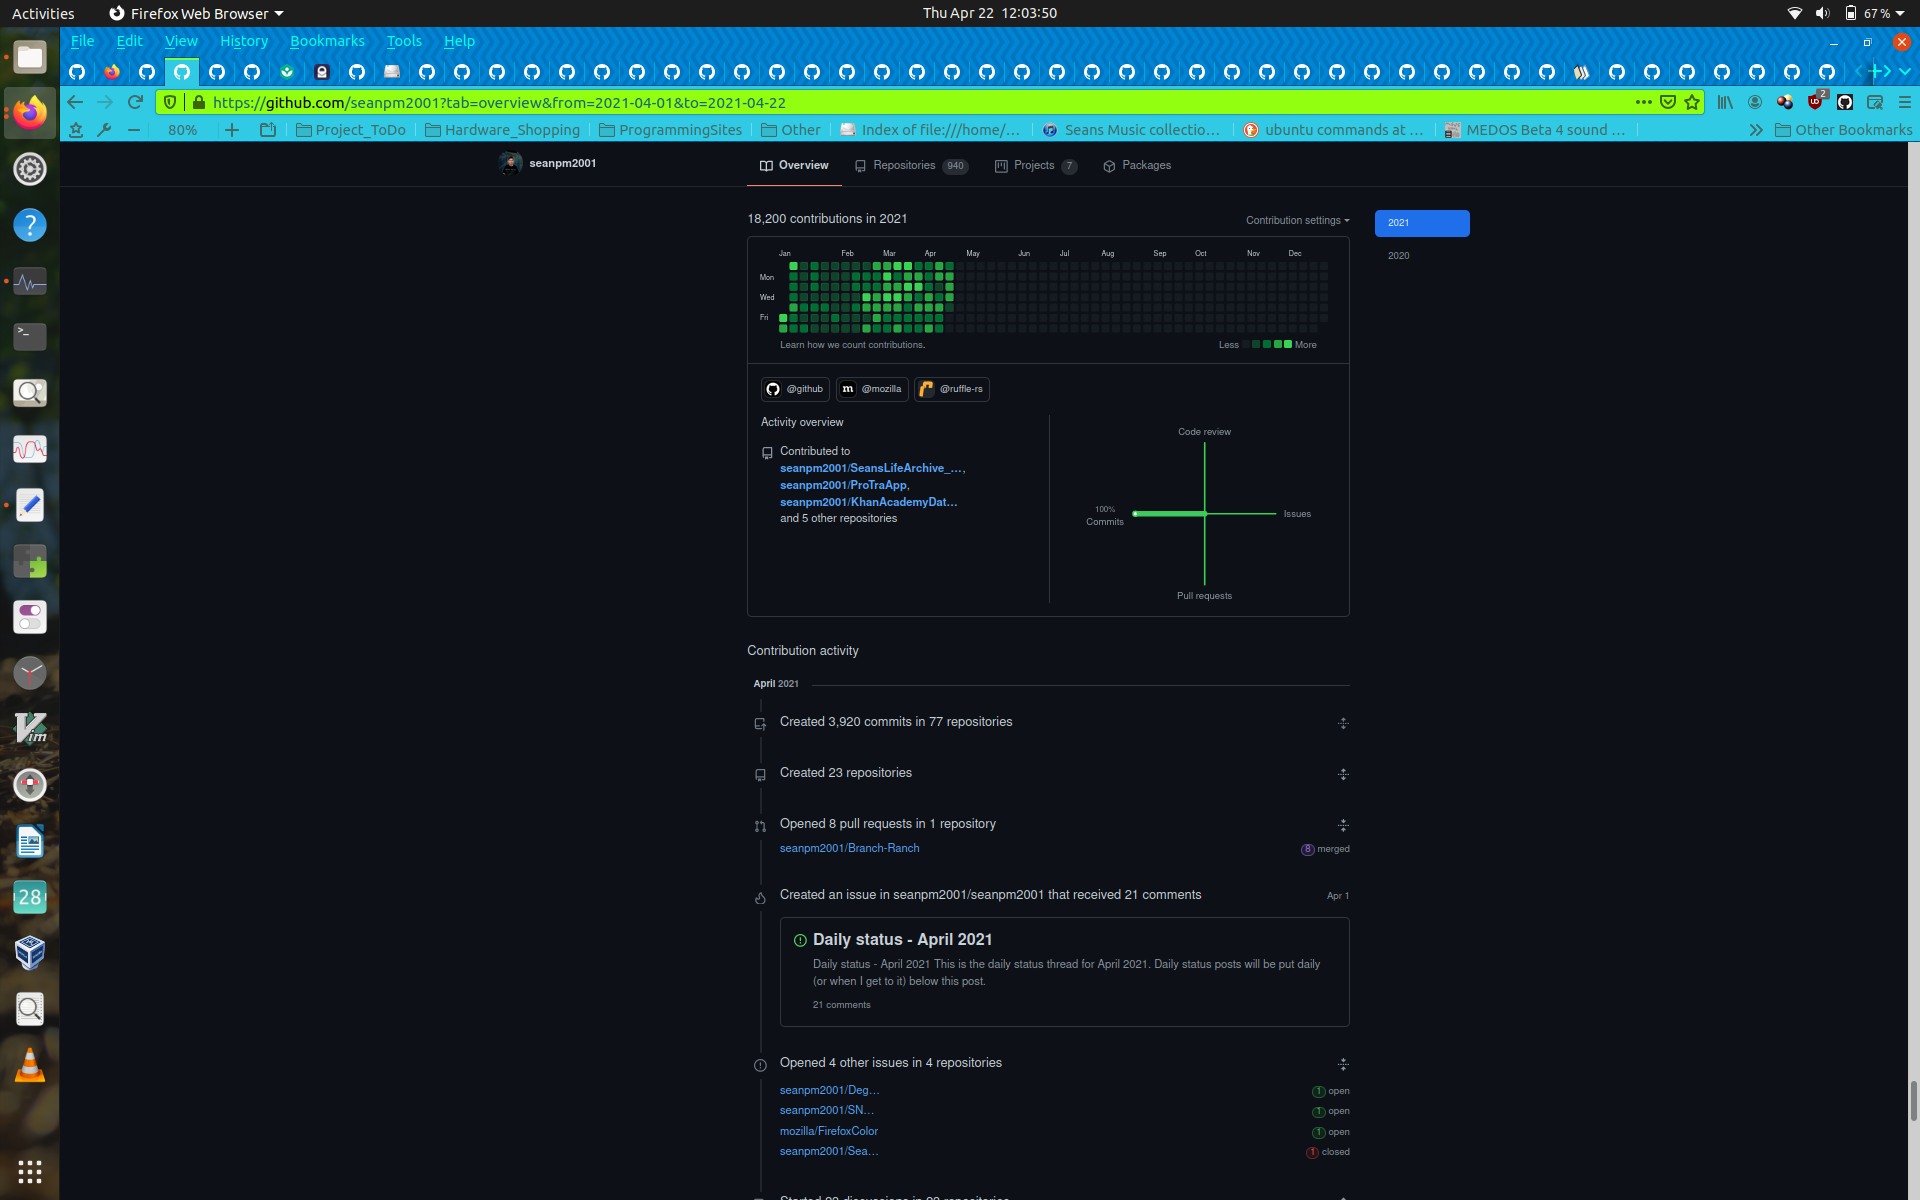 Activities
Firefox Web Browser
Thu Apr 22 12:03:50
67 %
File Edit View History Bookmarks Tools Help
https://github.com/seanpm2001?tab=overview&from=2021-04-01&to=2021-04-22
2
80%
Project_ToDo
Hardware_Shopping
ProgrammingSites
Other
Index of file:///home/...
Seans Music collectio...
ubuntu commands at ...
MEDOS Beta 4 sound ...
Other Bookmarks
seanpm2001
Overview
Repositories 940
Projects 7
Packages
18,200 contributions in 2021
Contribution settings
2021
2020
Jan Feb Mar Apr May Jun Jul Aug Sep Oct Nov Dec
Mon
Wed
Fri
Learn how we count contributions.
Less More
@github
@mozilla
@ruffle-rs
Activity overview
Contributed to
seanpm2001/SeansLifeArchive_...,
seanpm2001/ProTraApp,
seanpm2001/KhanAcademyDat...
and 5 other repositories
Code review
100%
Commits
Issues
Pull requests
Contribution activity
April 2021
Created 3,920 commits in 77 repositories
Created 23 repositories
Opened 8 pull requests in 1 repository
seanpm2001/Branch-Ranch
8 merged
Created an issue in seanpm2001/seanpm2001 that received 21 comments
Apr 1
Daily status - April 2021
Daily status - April 2021 This is the daily status thread for April 2021. Daily status posts will be put daily
(or when I get to it) below this post.
21 comments
Opened 4 other issues in 4 repositories
seanpm2001/Deg...
1 open
seanpm2001/SN...
1 open
mozilla/FirefoxColor
1 open
seanpm2001/Sea...
1 closed
28
Vim